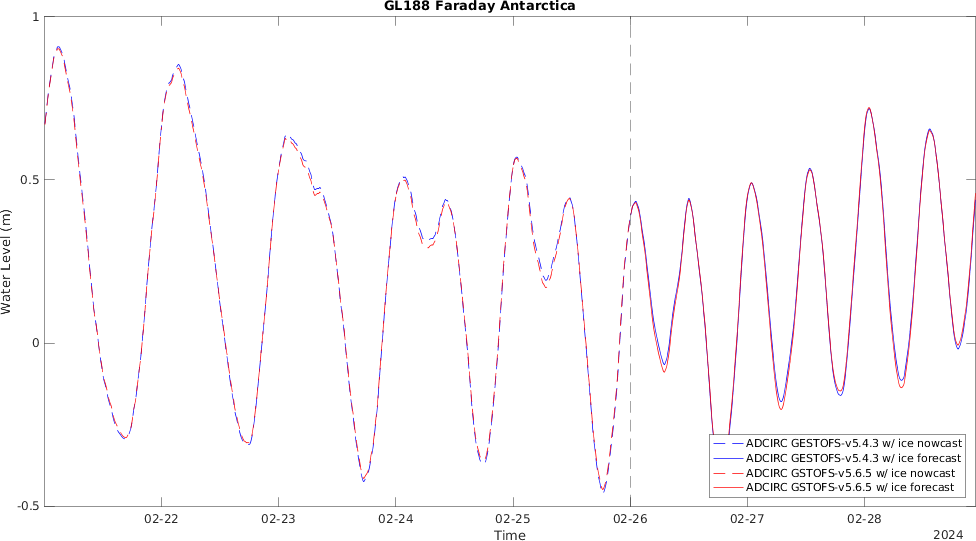 GL188 Faraday Antarctica
1
0.5
0
-0.5
Water Level (m)
02-22 02-23 02-24 02-25 02-26 02-27 02-28
Time
2024
ADCIRC GESTOFS-v5.4.3 w/ ice nowcast
ADCIRC GESTOFS-v5.4.3 w/ ice forecast
ADCIRC GSTOFS-v5.6.5 w/ ice nowcast
ADCIRC GSTOFS-v5.6.5 w/ ice forecast